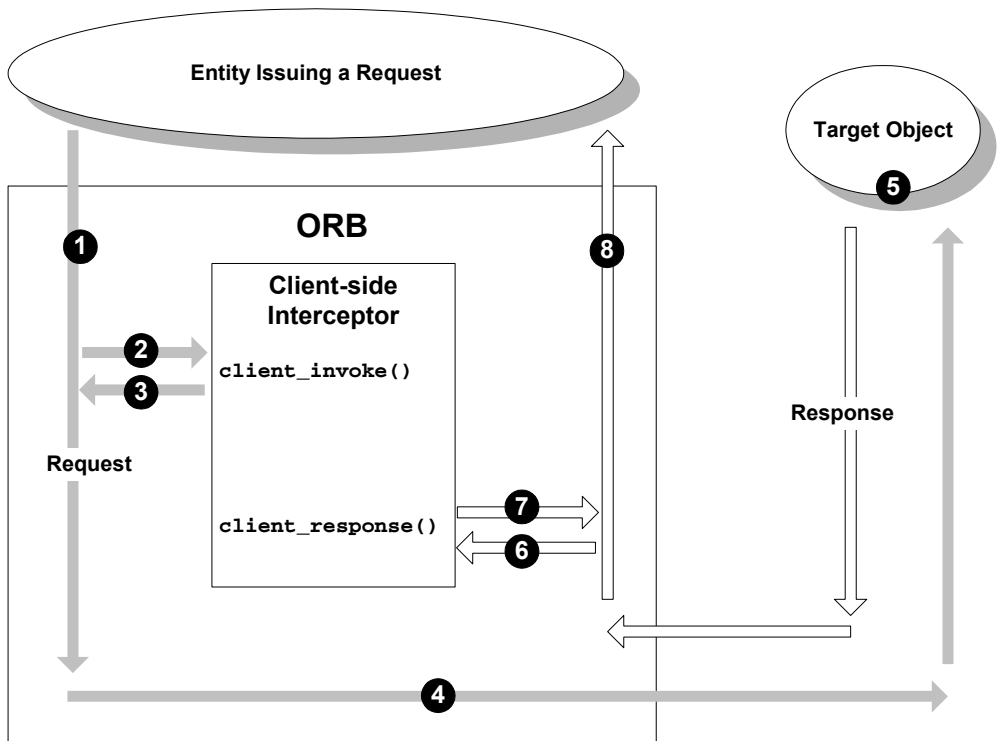 Entity Issuing a Request
Target Object
5
ORB
1
8
Client-side
Interceptor
2
client_invoke()
3
Response
Request
7
client_response()
6
4